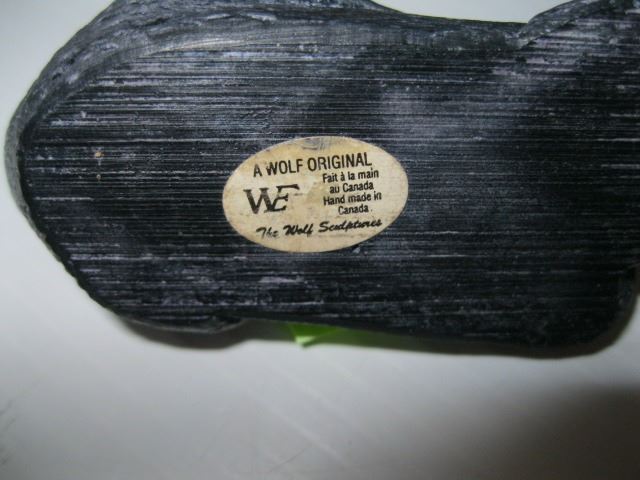 A WOLF ORIGINAL
WE
Fait à la main
au Canada
Hand made in
Canada.
The Wolf Sculptures